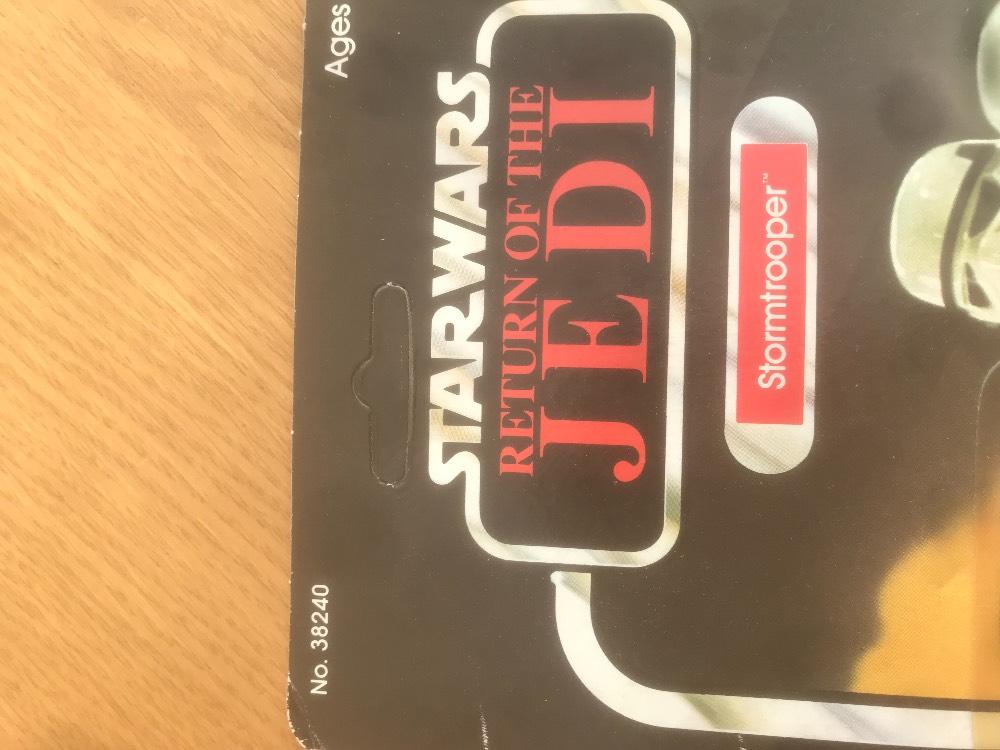 No. 38240
Ages
STAR WARS
RETURN OF THE
JEDI
Stormtrooper™